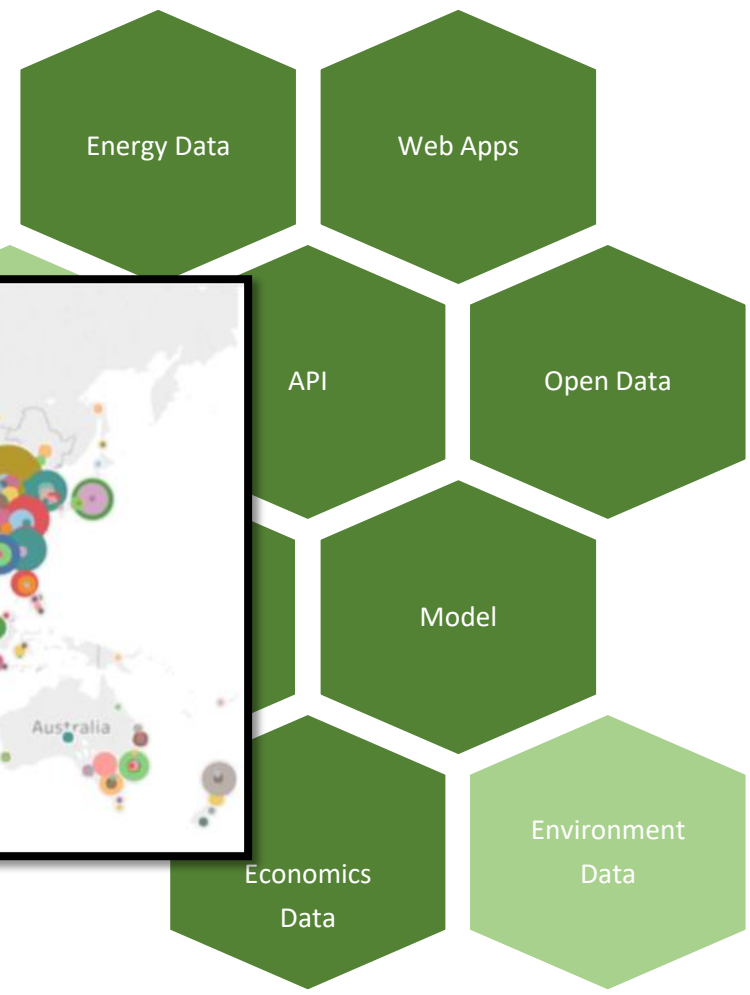 Energy Data
Web Apps
API
Open Data
Model
Australia
Environment
Data
Economics
Data